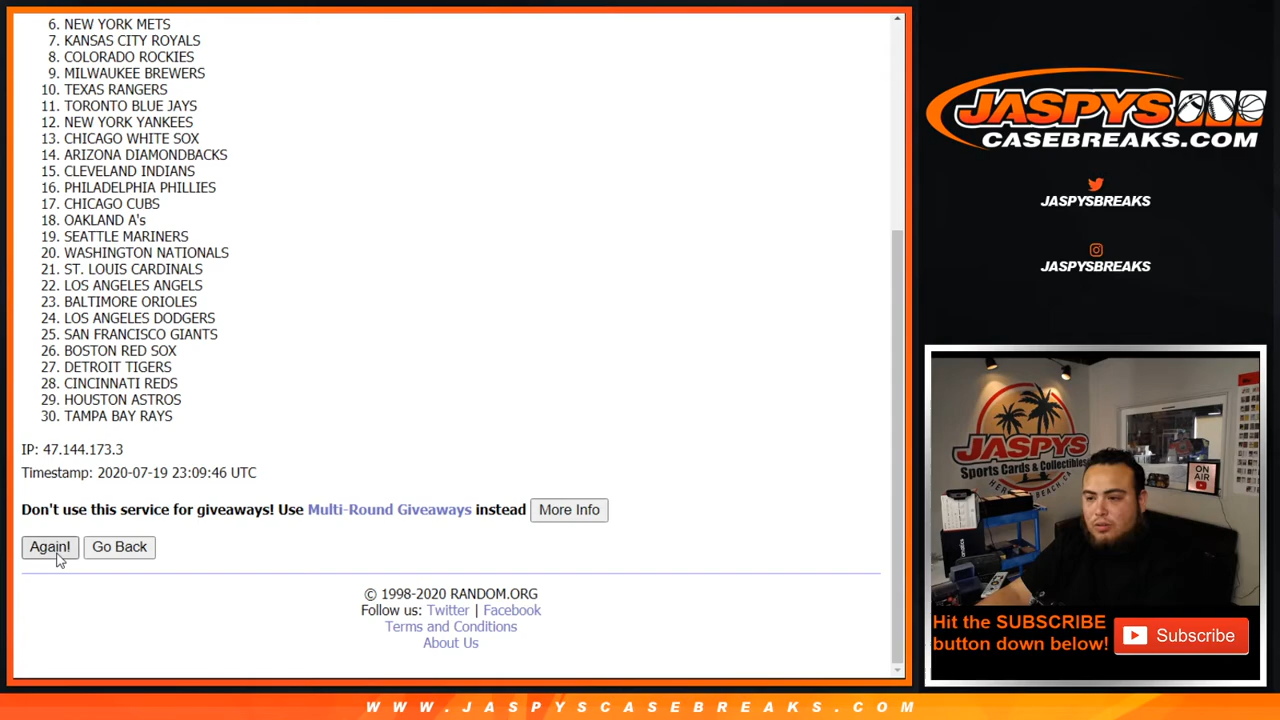 6. NEW YORK METS
7. KANSAS CITY ROYALS
8. COLORADO ROCKIES
9. MILWAUKEE BREWERS
10. TEXAS RANGERS
11. TORONTO BLUE JAYS
12. NEW YORK YANKEES
13. CHICAGO WHITE SOX
14. ARIZONA DIAMONDBACKS
15. CLEVELAND INDIANS
16. PHILADELPHIA PHILLIES
17. CHICAGO CUBS
18. OAKLAND A's
19. SEATTLE MARINERS
20. WASHINGTON NATIONALS
21. ST. LOUIS CARDINALS
22. LOS ANGELES ANGELS
23. BALTIMORE ORIOLES
24. LOS ANGELES DODGERS
25. SAN FRANCISCO GIANTS
26. BOSTON RED SOX
27. DETROIT TIGERS
28. CINCINNATI REDS
29. HOUSTON ASTROS
30. TAMPA BAY RAYS
IP: 47.144.173.3
Timestamp: 2020-07-19 23:09:46 UTC
Don't use this service for giveaways! Use Multi-Round Giveaways instead More Info
Again! Go Back
© 1998-2020 RANDOM.ORG
Follow us: Twitter | Facebook
Terms and Conditions
About Us
JASPYS
CASEBREAKS.COM
JASPYSBREAKS
JASPYSBREAKS
JASPYS
Sports Cards & Collectibles
ON
AIR
Hit the SUBSCRIBE
button down below!
Subscribe
WWW.JASPYSCASEBREAKS.COM